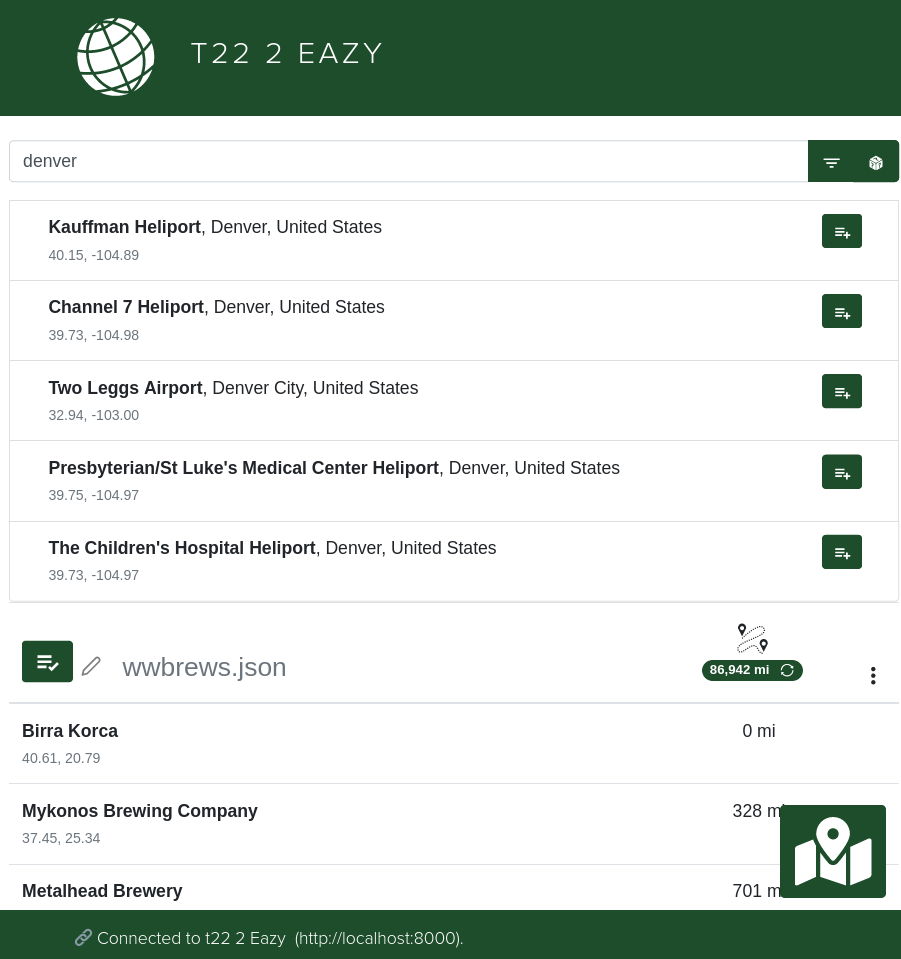 T22 2 EAZY
denver
Kauffman Heliport, Denver, United States
40.15, -104.89
Channel 7 Heliport, Denver, United States
39.73, -104.98
Two Leggs Airport, Denver City, United States
32.94, -103.00
Presbyterian/St Luke's Medical Center Heliport, Denver, United States
39.75, -104.97
The Children's Hospital Heliport, Denver, United States
39.73, -104.97
wwbrews.json
86,942 mi
Birra Korca 0 mi
40.61, 20.79
Mykonos Brewing Company 328 mi
37.45, 25.34
Metalhead Brewery 701 m
Connected to t22 2 Eazy (http://localhost:8000).